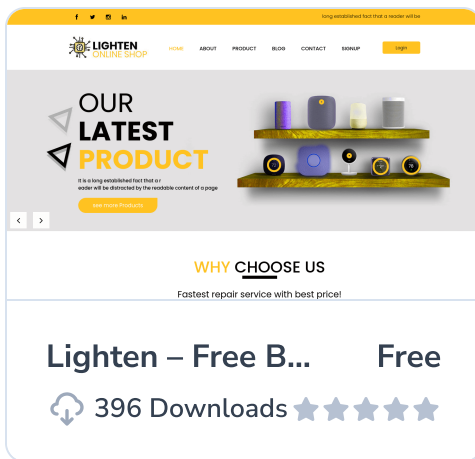 long established fact that a reader will be
LIGHTEN
ONLINE SHOP
HOME ABOUT PRODUCT BLOG CONTACT SIGNUP Login
OUR
LATEST
PRODUCT
It is a long established fact that a r
eader will be distracted by the readable content of a page
See more Products
WHY CHOOSE US
Fastest repair service with best price!
Lighten – Free B... Free
396 Downloads